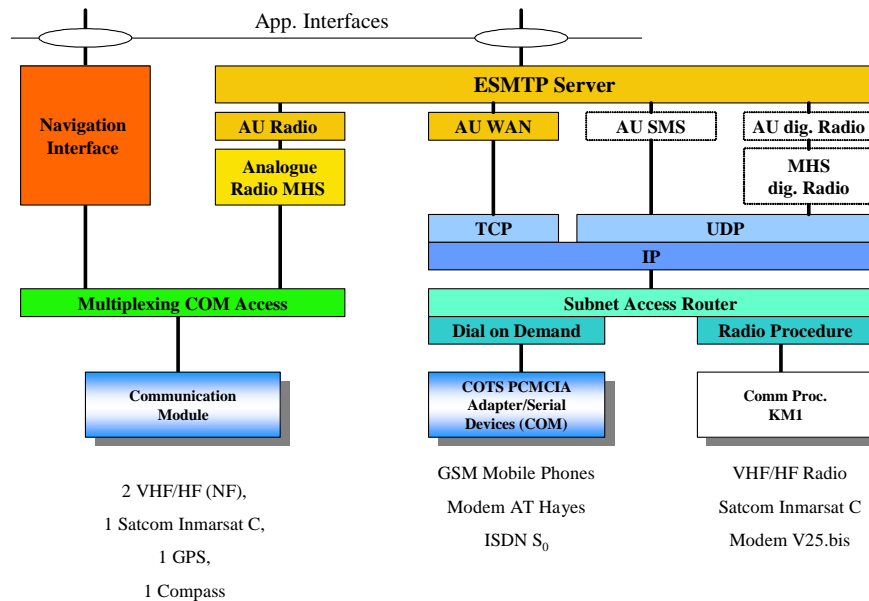 App. Interfaces
ESMTP Server
Navigation
Interface
AU Radio
AU WAN
AU SMS
AU dig. Radio
Analogue
Radio MHS
MHS
dig. Radio
TCP
UDP
IP
Multiplexing COM Access
Subnet Access Router
Dial on Demand
Radio Procedure
Communication
Module
COTS PCMCIA
Adapter/Serial
Devices (COM)
Comm Proc.
KM1
2 VHF/HF (NF),
1 Satcom Inmarsat C,
1 GPS,
1 Compass
GSM Mobile Phones
Modem AT Hayes
ISDN S0
VHF/HF Radio
Satcom Inmarsat C
Modem V25.bis